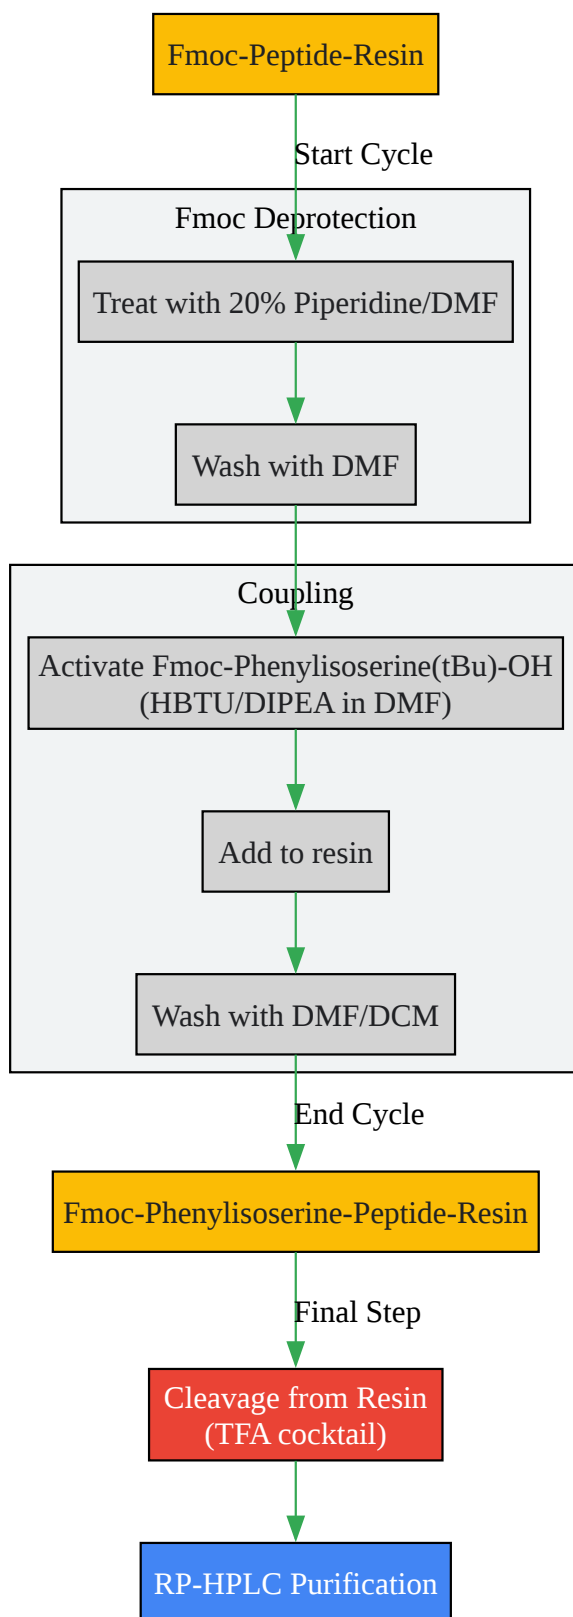 Fmoc-Peptide-Resin
Start Cycle
Fmoc Deprotection
Treat with 20% Piperidine/DMF
Wash with DMF
Coupling
Activate Fmoc-Phenylisoserine(tBu)-OH
(HBTU/DIPEA in DMF)
Add to resin
Wash with DMF/DCM
End Cycle
Fmoc-Phenylisoserine-Peptide-Resin
Final Step
Cleavage from Resin
(TFA cocktail)
RP-HPLC Purification